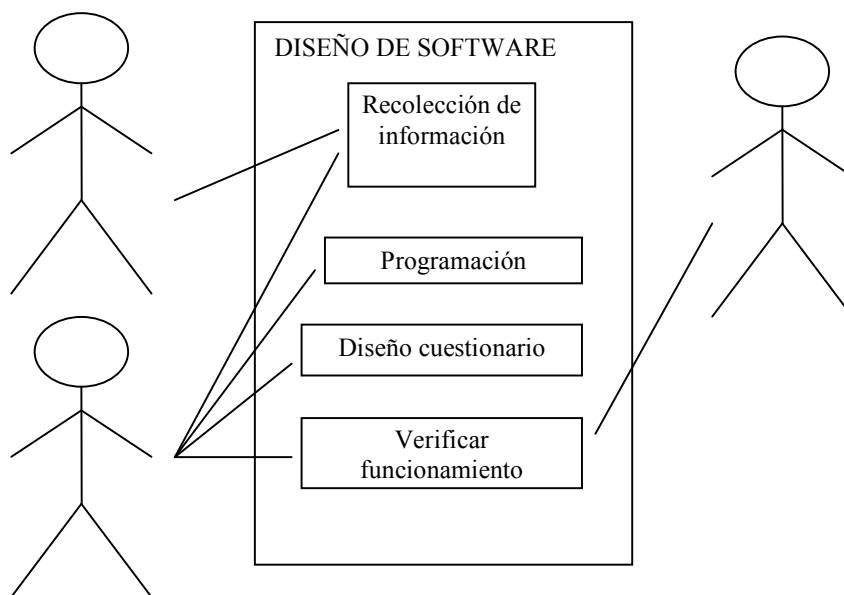 DISEÑO DE SOFTWARE
Recolección de
información
Programación
Diseño cuestionario
Verificar
funcionamiento